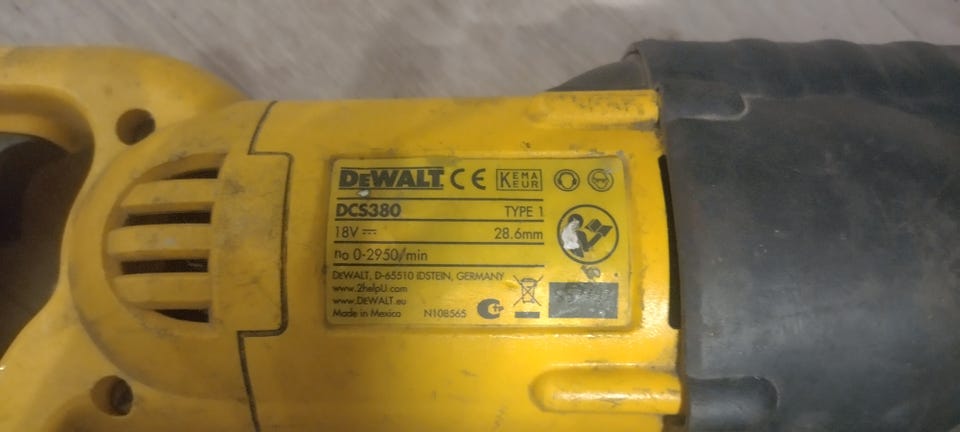 DEWALT CE KEMA KEUR
DCS380 TYPE 1
18V 28.6mm
no 0-2950/min
DEWALT, D-65510 IDSTEIN, GERMANY
www.2helpU.com
www.DEWALT.eu
Made in Mexico N108565